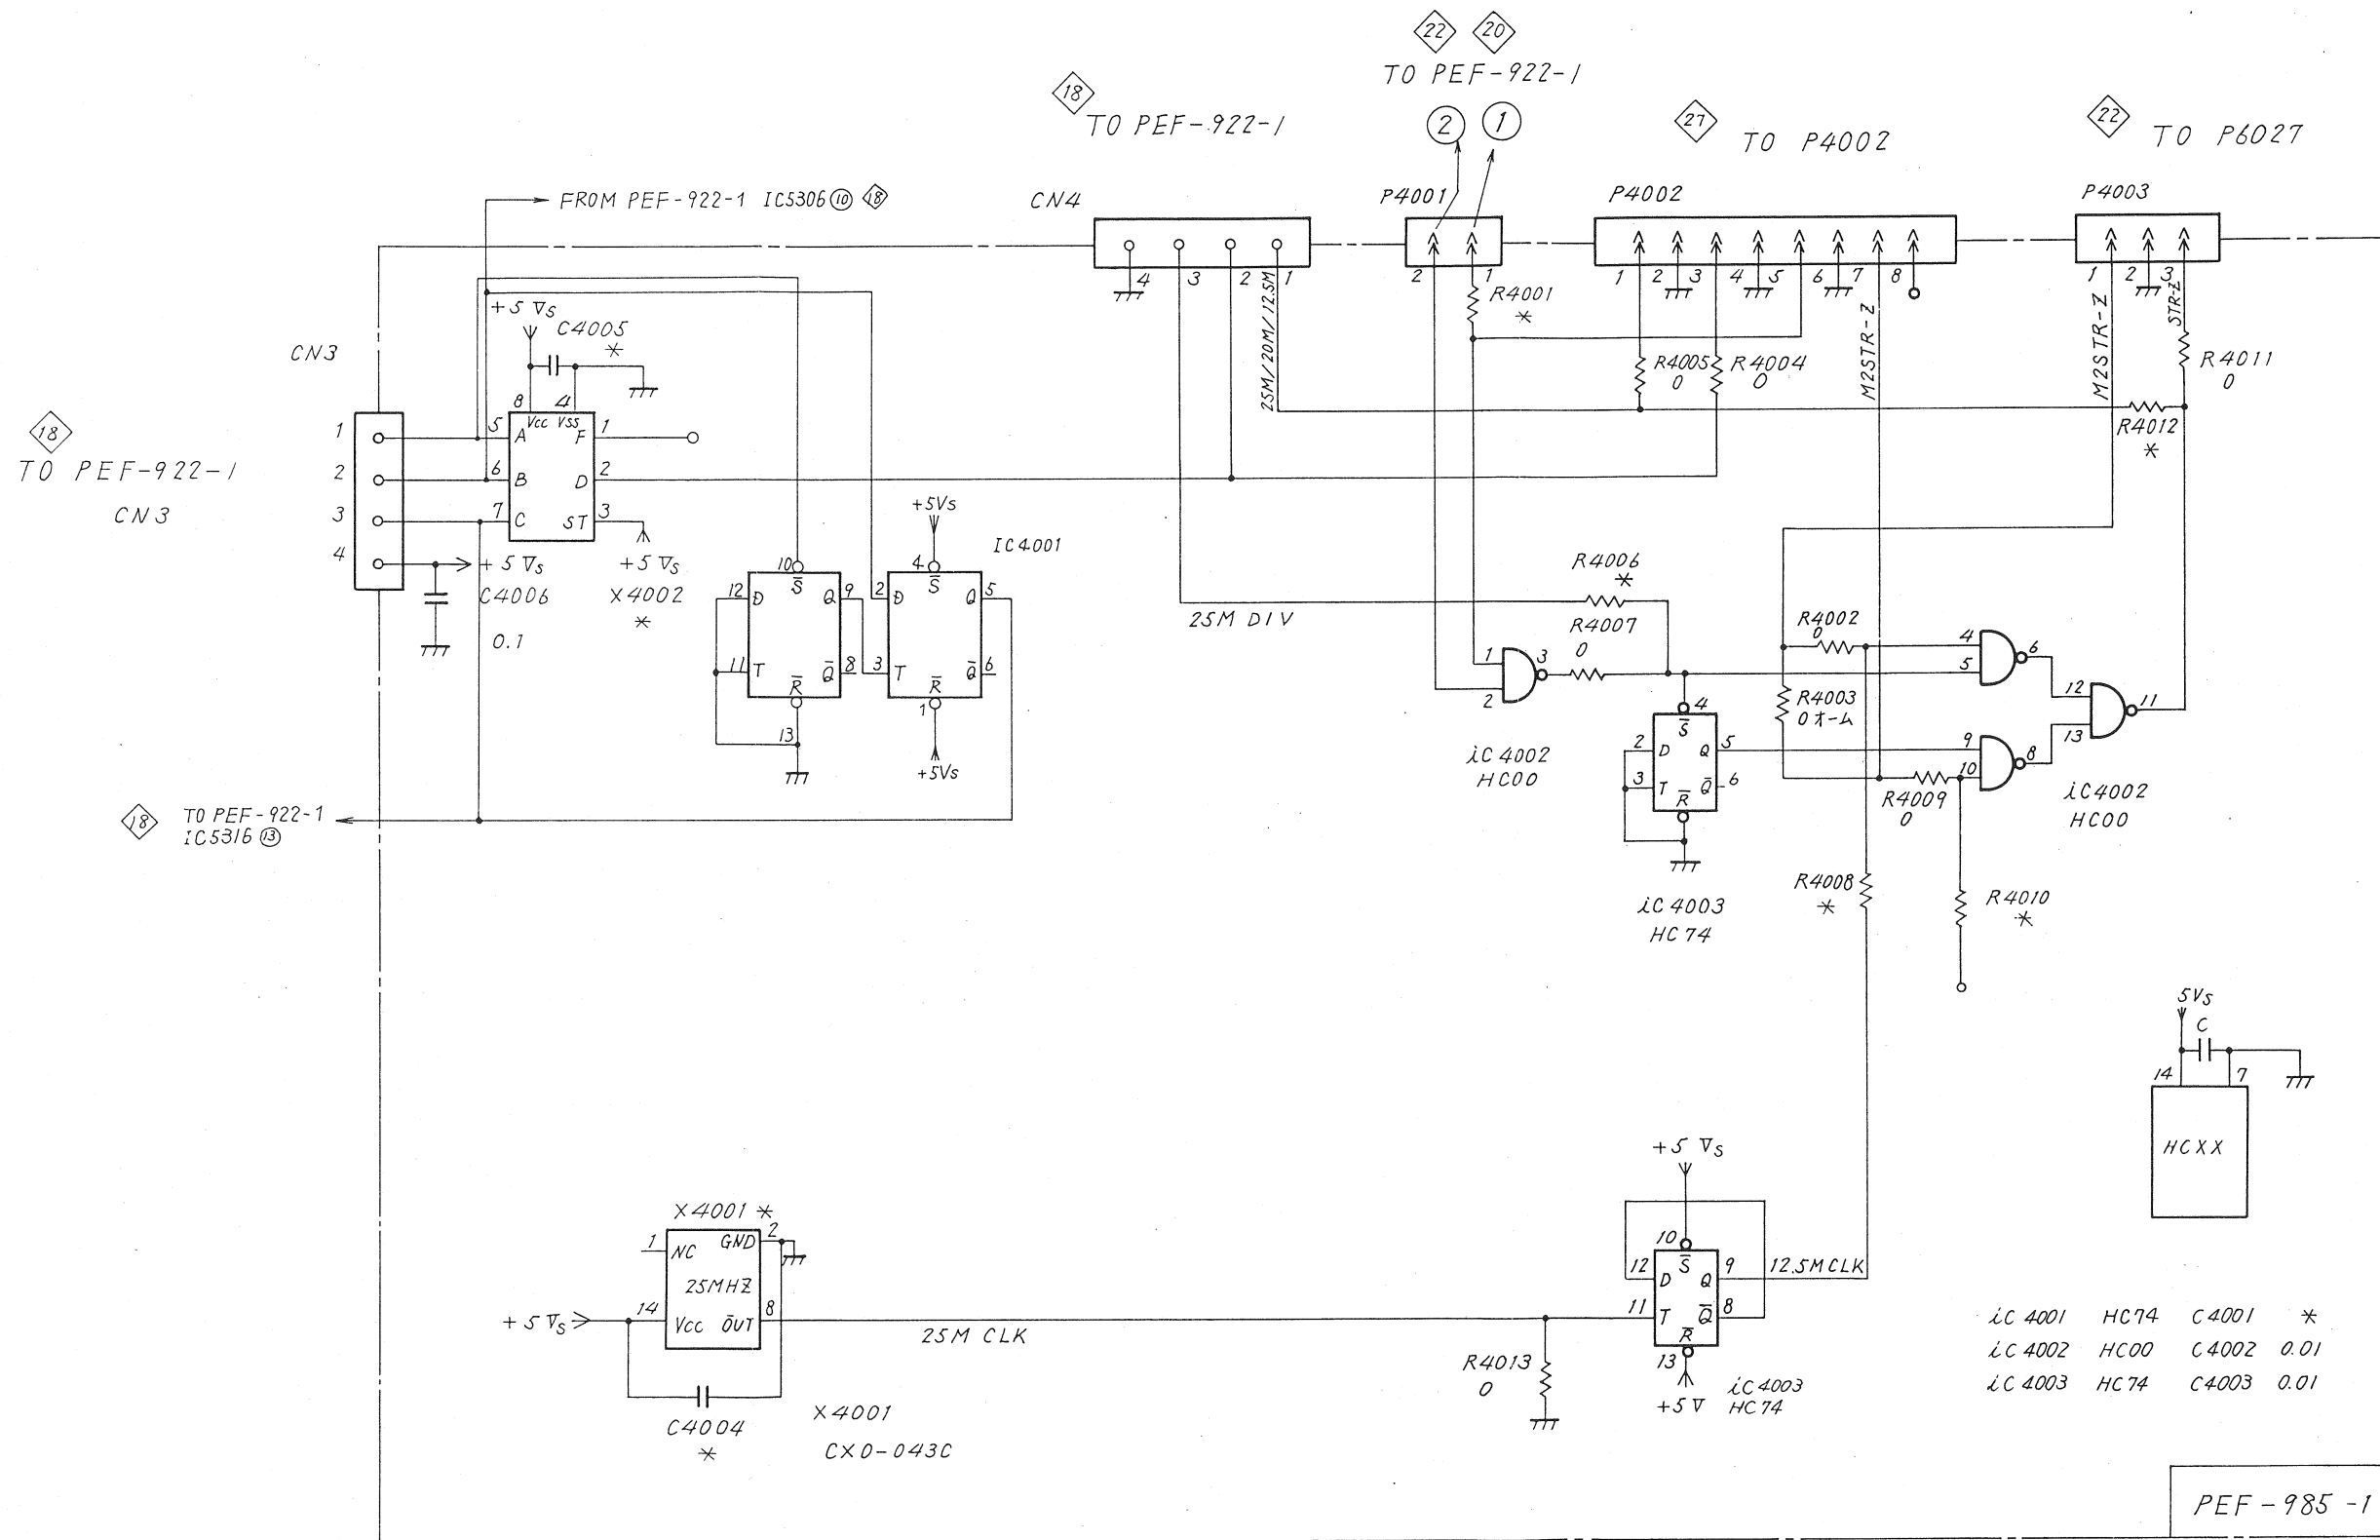 22 20
TO PEF-922-1
2 1
18
TO PEF-922-1
27
TO P4002
22
TO P6027
FROM PEF-922-1 IC5306 10 18
CN4
4 3 2 1
25M/20M/12.5M
P4001
2 1
R4001
*
P4002
1 2 3 4 5 6 7 8
R4005
0
R4004
0
M2STR-Z
P4003
1 2 3
M2STR-Z
STR-Z
R4011
0
R4012
*
CN3
18
TO PEF-922-1
CN3
1
2
3
4
+5 Vs
C4005
*
8 4
Vcc VSS
5 A F 1
6 B D 2
7 C ST 3
+5 Vs
C4006
0.1
+5 Vs
X4002
*
+5Vs
IC4001
10 S̅
12 D Q 9
11 T Q̅ 8
R̅
13
4 S̅
2 D Q 5
3 T Q̅ 6
R̅
1
+5Vs
18
TO PEF-922-1
IC5316 13
25M DIV
R4006
*
R4007
0
1
2
3
iC4002
HC00
4
S̅
2 D Q 5
3 T Q̅ 6
R̅
iC4003
HC74
R4002
0
R4003
0オーム
4
5
6
12
13
11
9
10
8
R4009
0
iC4002
HC00
R4008
*
R4010
*
5Vs
C
14 7
HCXX
X4001 *
1 NC GND 2
25MHZ
+5 Vs
14 Vcc O̅UT 8
25M CLK
C4004
*
X4001
CXO-043C
R4013
0
+5 Vs
10
S̅
12 D Q 9
12.5MCLK
11 T Q̅ 8
R̅
13
+5 V
iC4003
HC74
iC4001 HC74 C4001 *
iC4002 HC00 C4002 0.01
iC4003 HC74 C4003 0.01
PEF-985-1